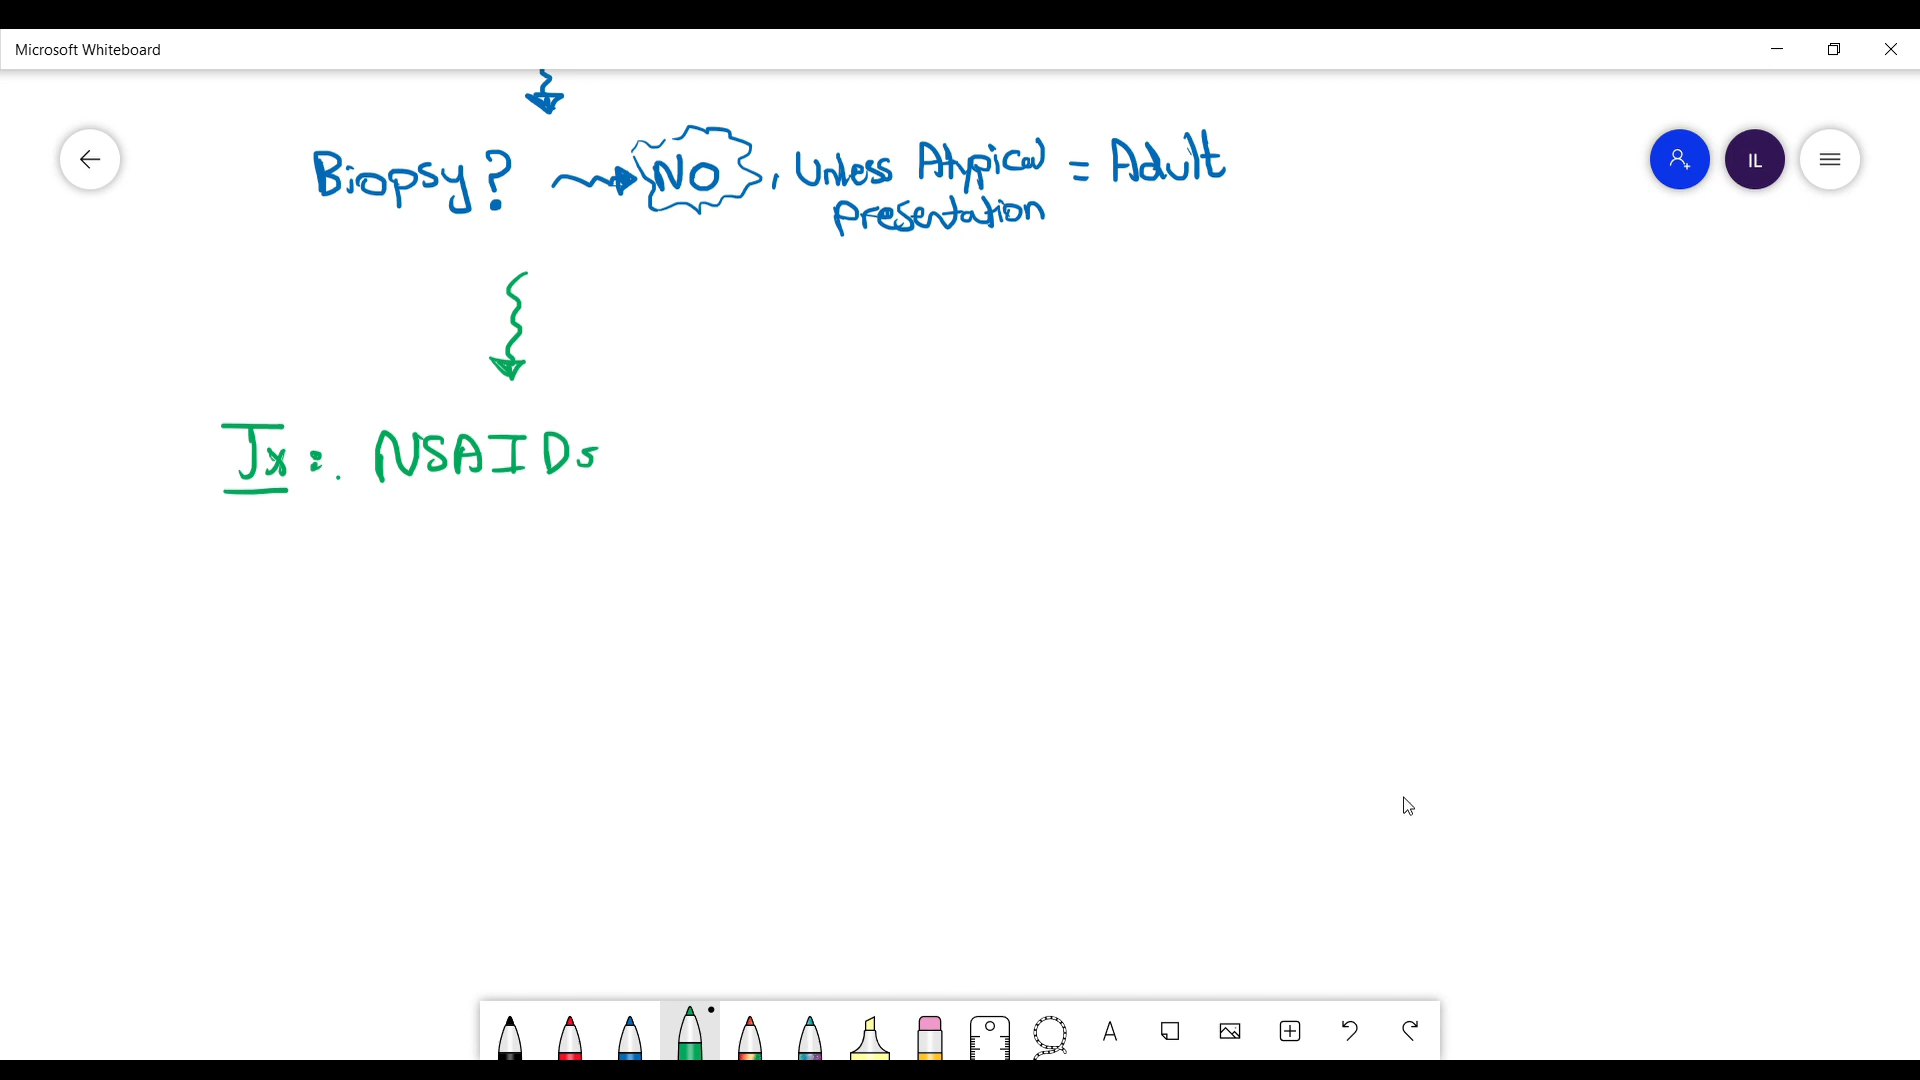 Microsoft Whiteboard
Biopsy? NO, Unless Atypical = Adult
presentation
IL
Tx: NSAIDs
A